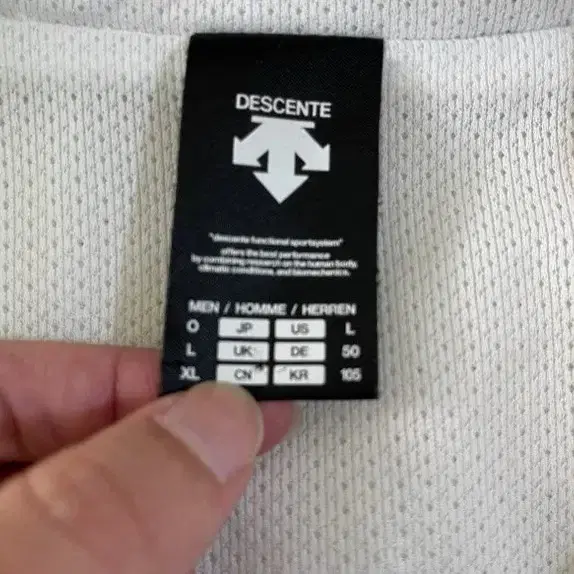 DESCENTE
"descente functional sportsystem"
offers the best performance
by combining research on the human body,
climatic conditions, and biomechanics.
MEN / HOMME / HERREN
O JP US L
L UK DE 50
XL CN KR 105